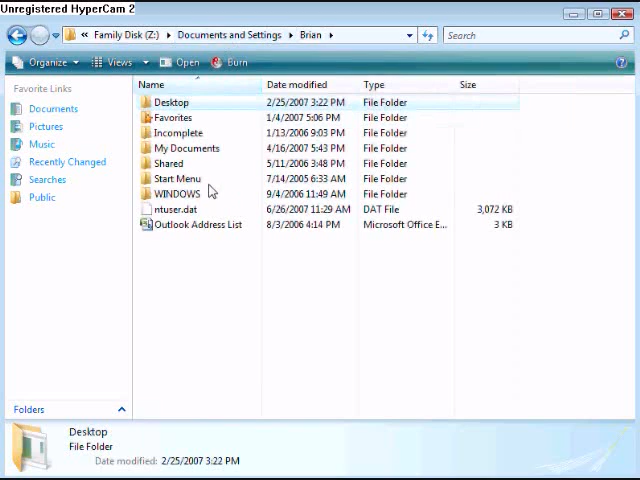 Unregistered HyperCam 2
« Family Disk (Z:) Documents and Settings Brian Search
Organize Views Open Burn
Favorite Links
Documents
Pictures
Music
Recently Changed
Searches
Public
Folders
Name Date modified Type Size
Desktop 2/25/2007 3:22 PM File Folder
Favorites 1/4/2007 5:06 PM File Folder
Incomplete 1/13/2006 9:03 PM File Folder
My Documents 4/16/2007 5:43 PM File Folder
Shared 5/11/2006 3:48 PM File Folder
Start Menu 7/14/2005 6:33 AM File Folder
WINDOWS 9/4/2006 11:49 AM File Folder
ntuser.dat 6/26/2007 11:29 AM DAT File 3,072 KB
Outlook Address List 8/3/2006 4:14 PM Microsoft Office E... 3 KB
Desktop
File Folder
Date modified: 2/25/2007 3:22 PM